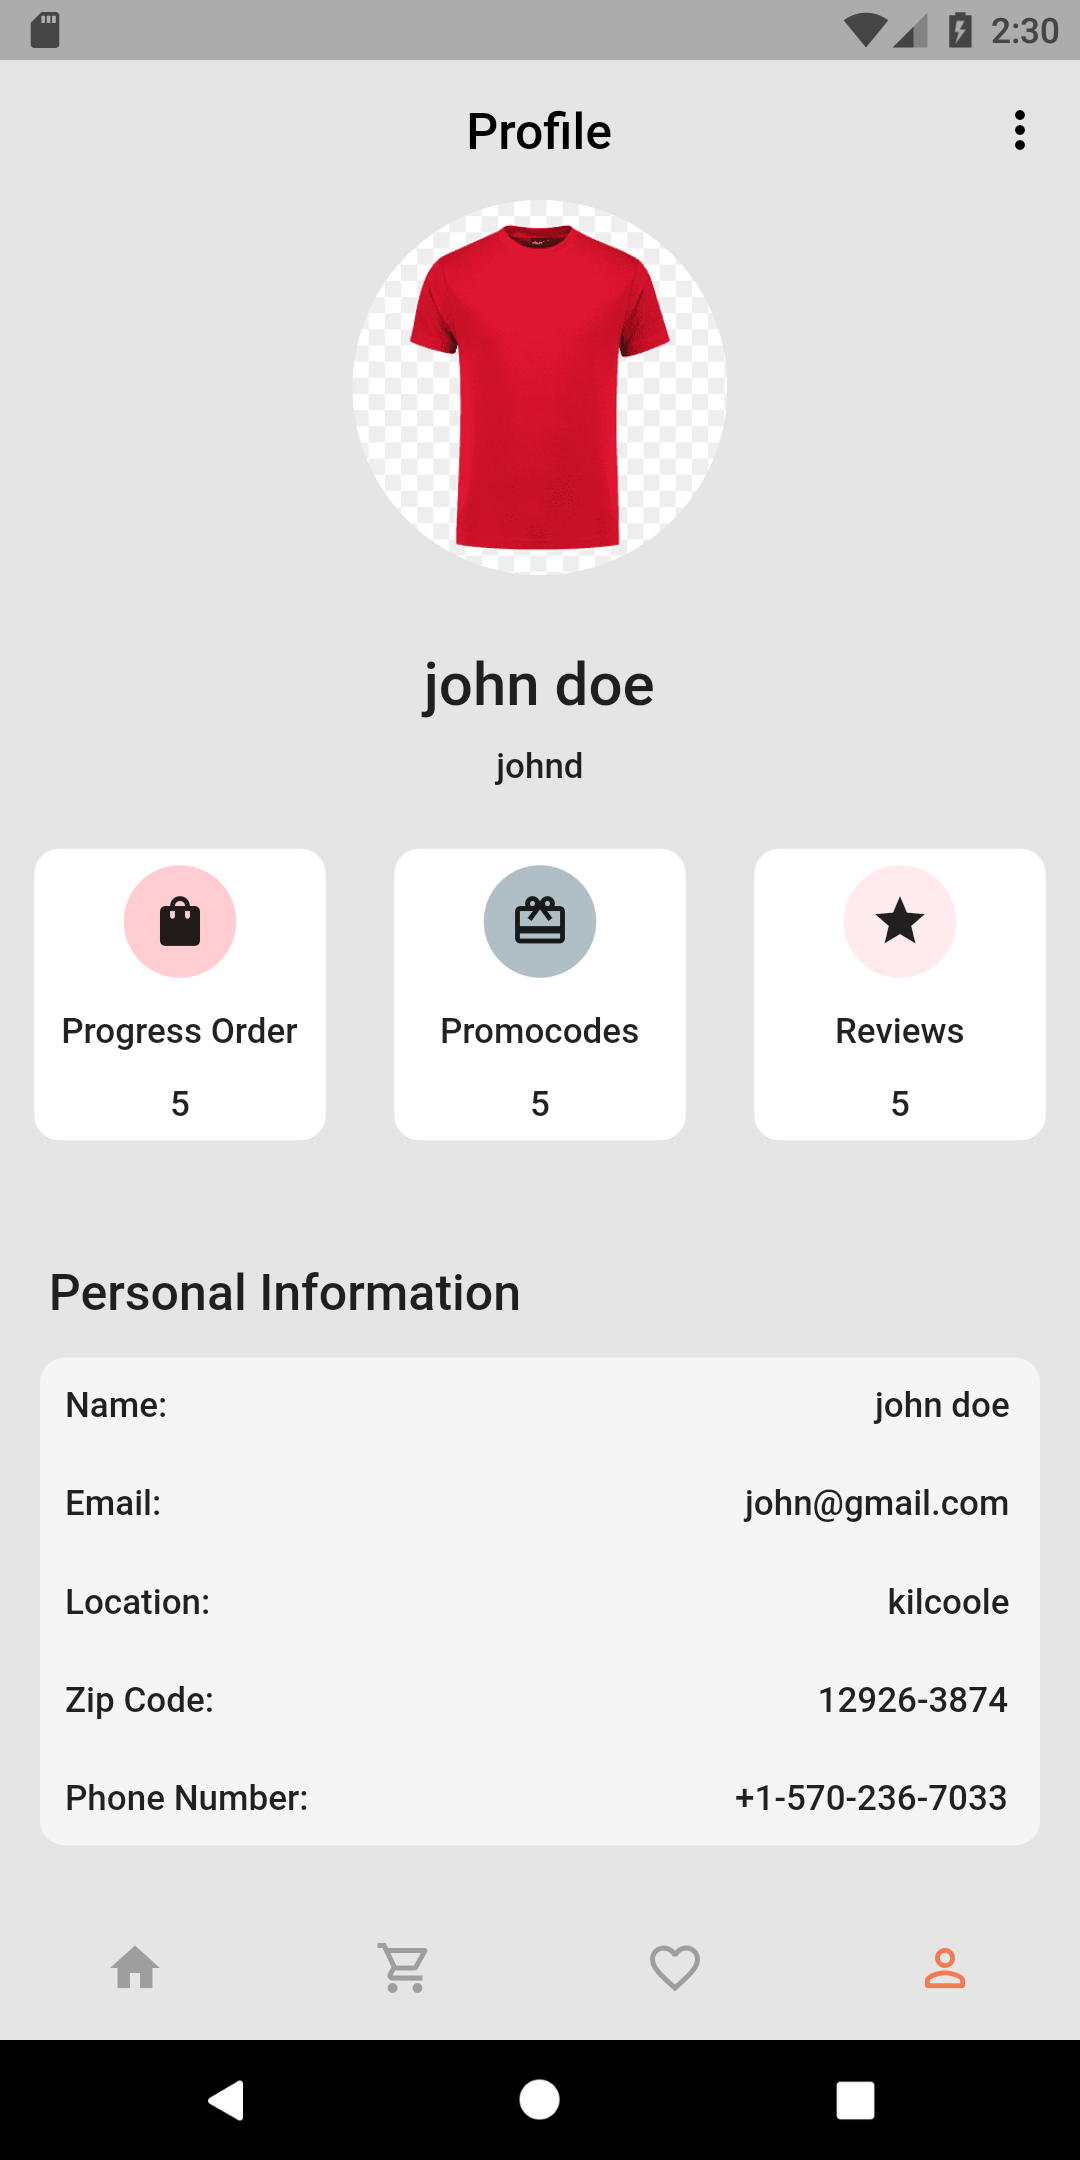 2:30
Profile
john doe
johnd
Progress Order
5
Promocodes
5
Reviews
5
Personal Information
Name: john doe
Email: john@gmail.com
Location: kilcoole
Zip Code: 12926-3874
Phone Number: +1-570-236-7033